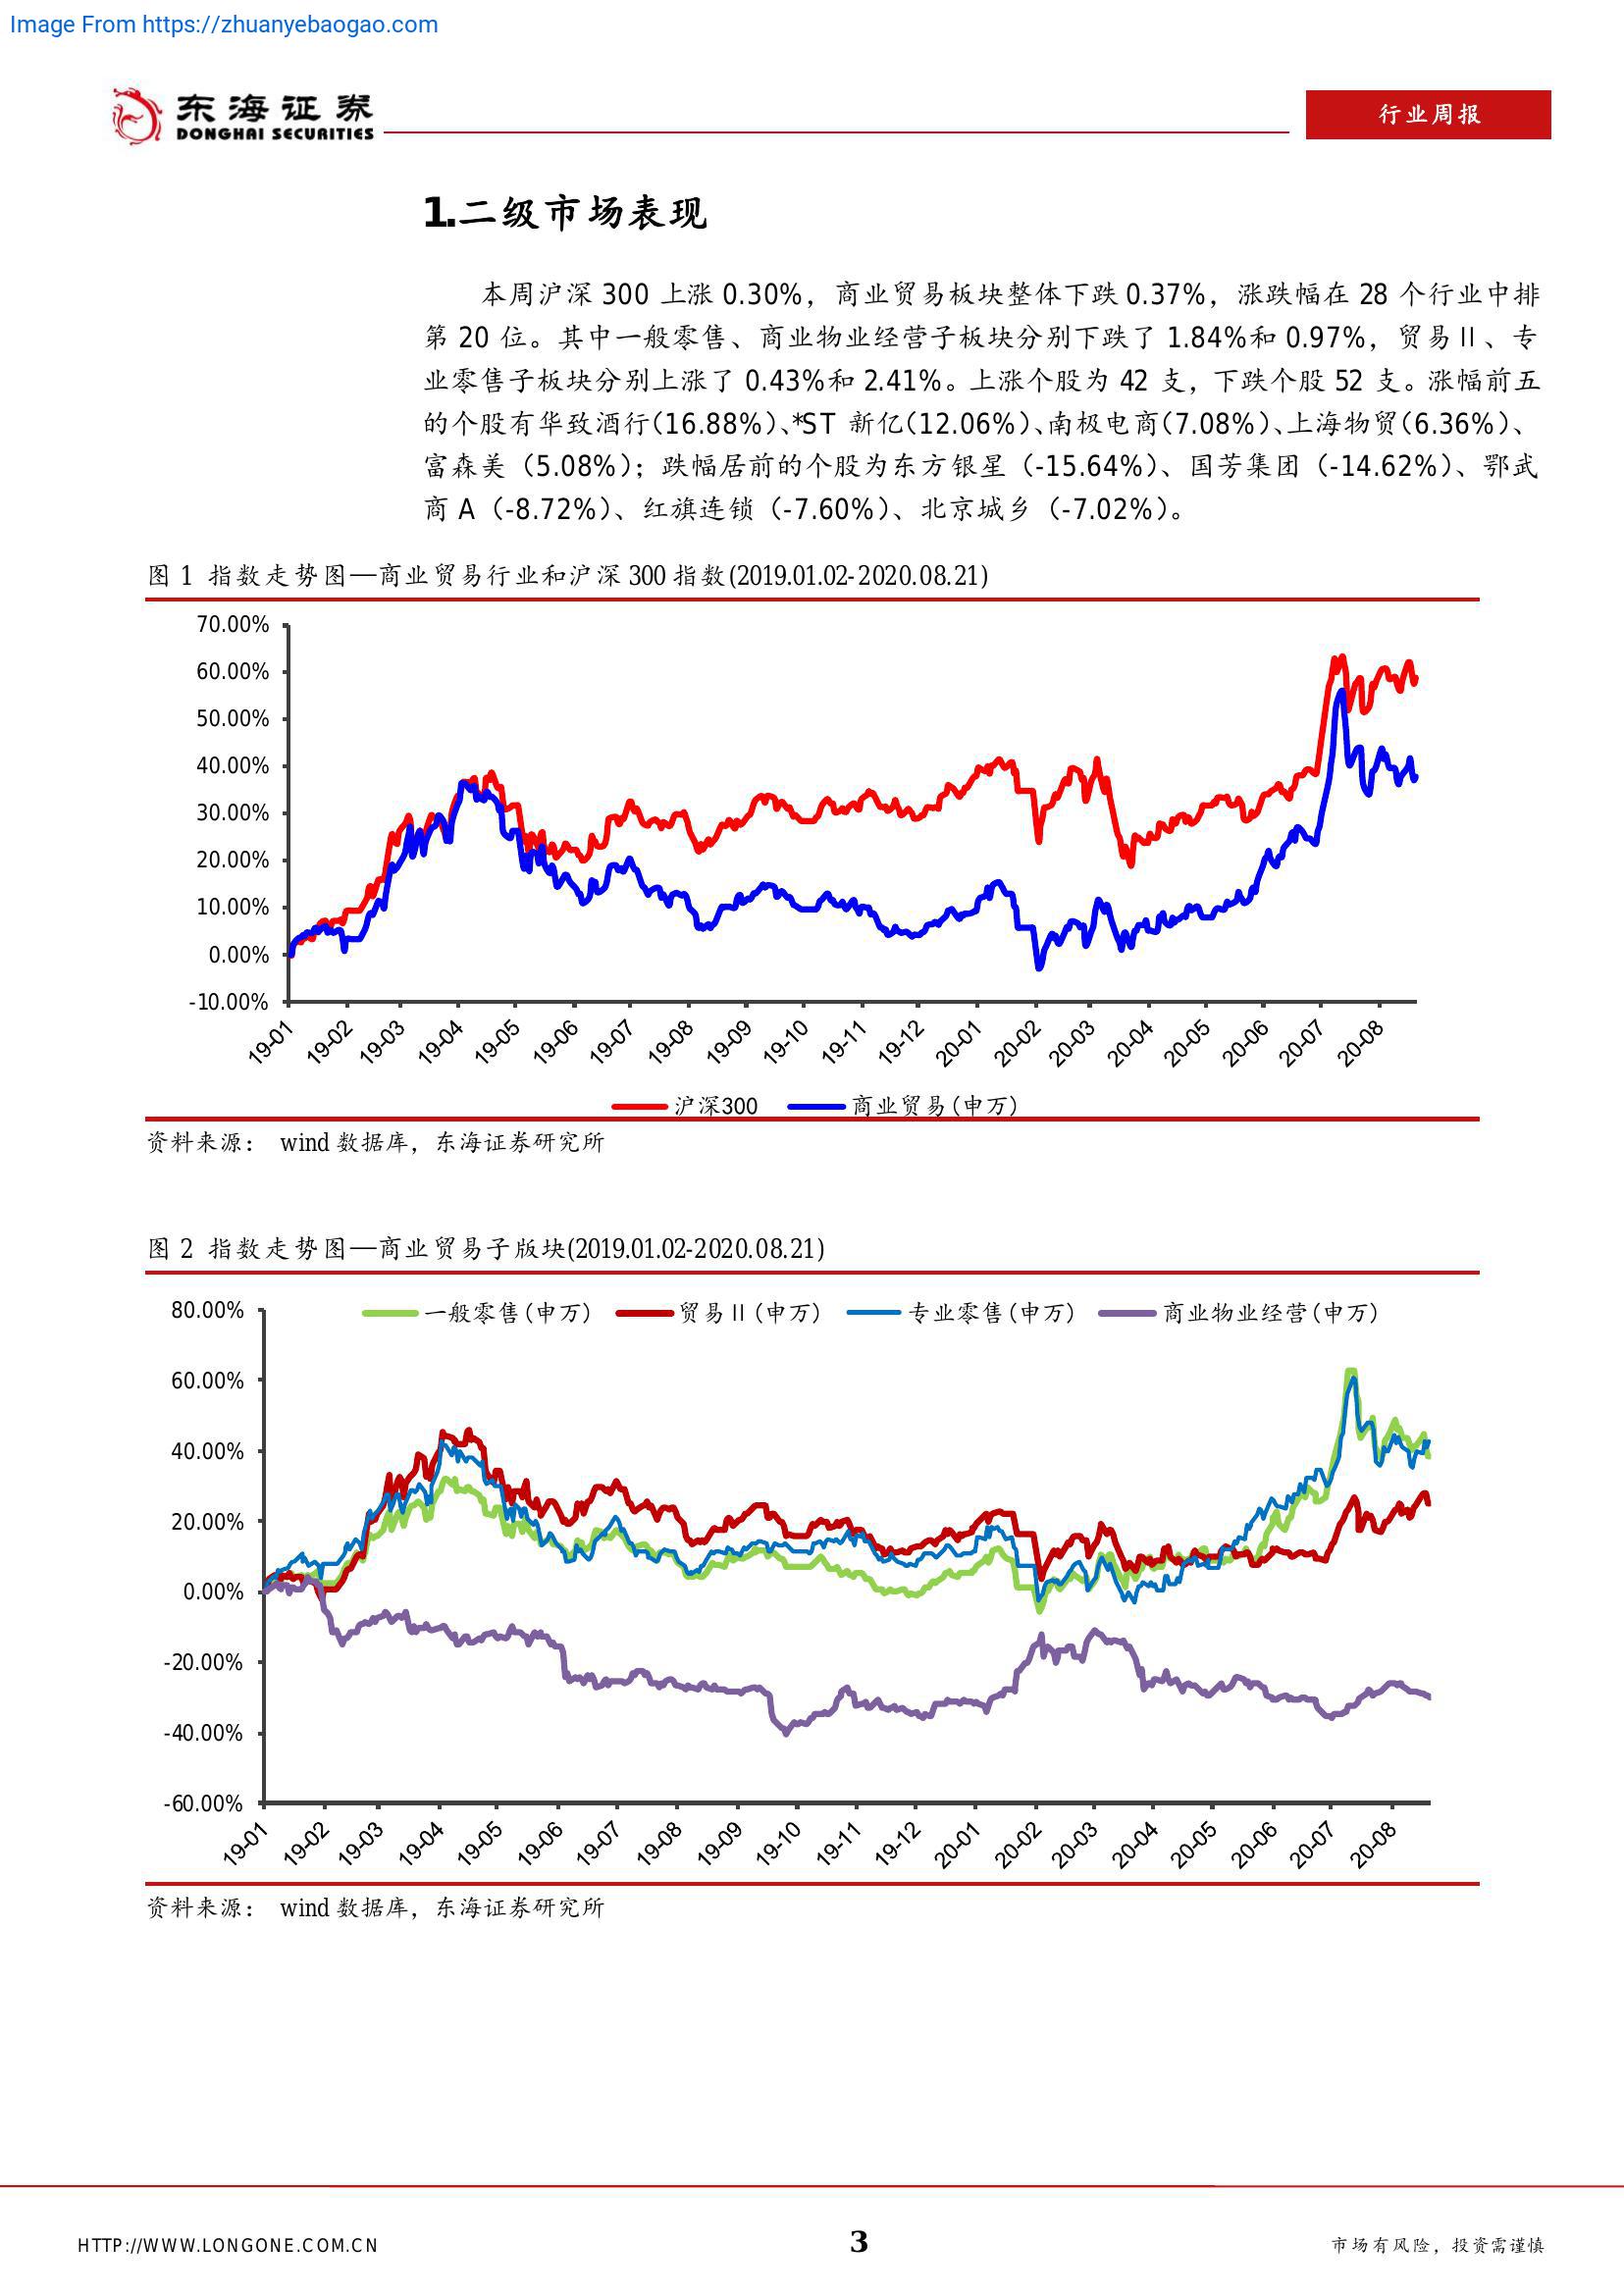 Image From https://zhuanyebaogao.com
东海证券
DONGHAI SECURITIES
行业周报
1.二级市场表现
本周沪深 300 上涨 0.30%，商业贸易板块整体下跌 0.37%，涨跌幅在 28 个行业中排
第 20 位。其中一般零售、商业物业经营子板块分别下跌了 1.84%和 0.97%，贸易Ⅱ、专
业零售子板块分别上涨了 0.43%和 2.41%。上涨个股为 42 支，下跌个股 52 支。涨幅前五
的个股有华致酒行(16.88%)、*ST 新亿(12.06%)、南极电商(7.08%)、上海物贸(6.36%)、
富森美（5.08%）；跌幅居前的个股为东方银星（-15.64%）、国芳集团（-14.62%）、鄂武
商 A（-8.72%）、红旗连锁（-7.60%）、北京城乡（-7.02%）。
图 1 指数走势图—商业贸易行业和沪深 300 指数(2019.01.02-2020.08.21)
70.00%
60.00%
50.00%
40.00%
30.00%
20.00%
10.00%
0.00%
-10.00%
19-01 19-02 19-03 19-04 19-05 19-06 19-07 19-08 19-09 19-10 19-11 19-12 20-01 20-02 20-03 20-04 20-05 20-06 20-07 20-08
沪深300 商业贸易(申万)
资料来源： wind 数据库，东海证券研究所
图 2 指数走势图—商业贸易子版块(2019.01.02-2020.08.21)
一般零售(申万) 贸易Ⅱ(申万) 专业零售(申万) 商业物业经营(申万)
80.00%
60.00%
40.00%
20.00%
0.00%
-20.00%
-40.00%
-60.00%
19-01 19-02 19-03 19-04 19-05 19-06 19-07 19-08 19-09 19-10 19-11 19-12 20-01 20-02 20-03 20-04 20-05 20-06 20-07 20-08
资料来源： wind 数据库，东海证券研究所
HTTP://WWW.LONGONE.COM.CN
3
市场有风险，投资需谨慎